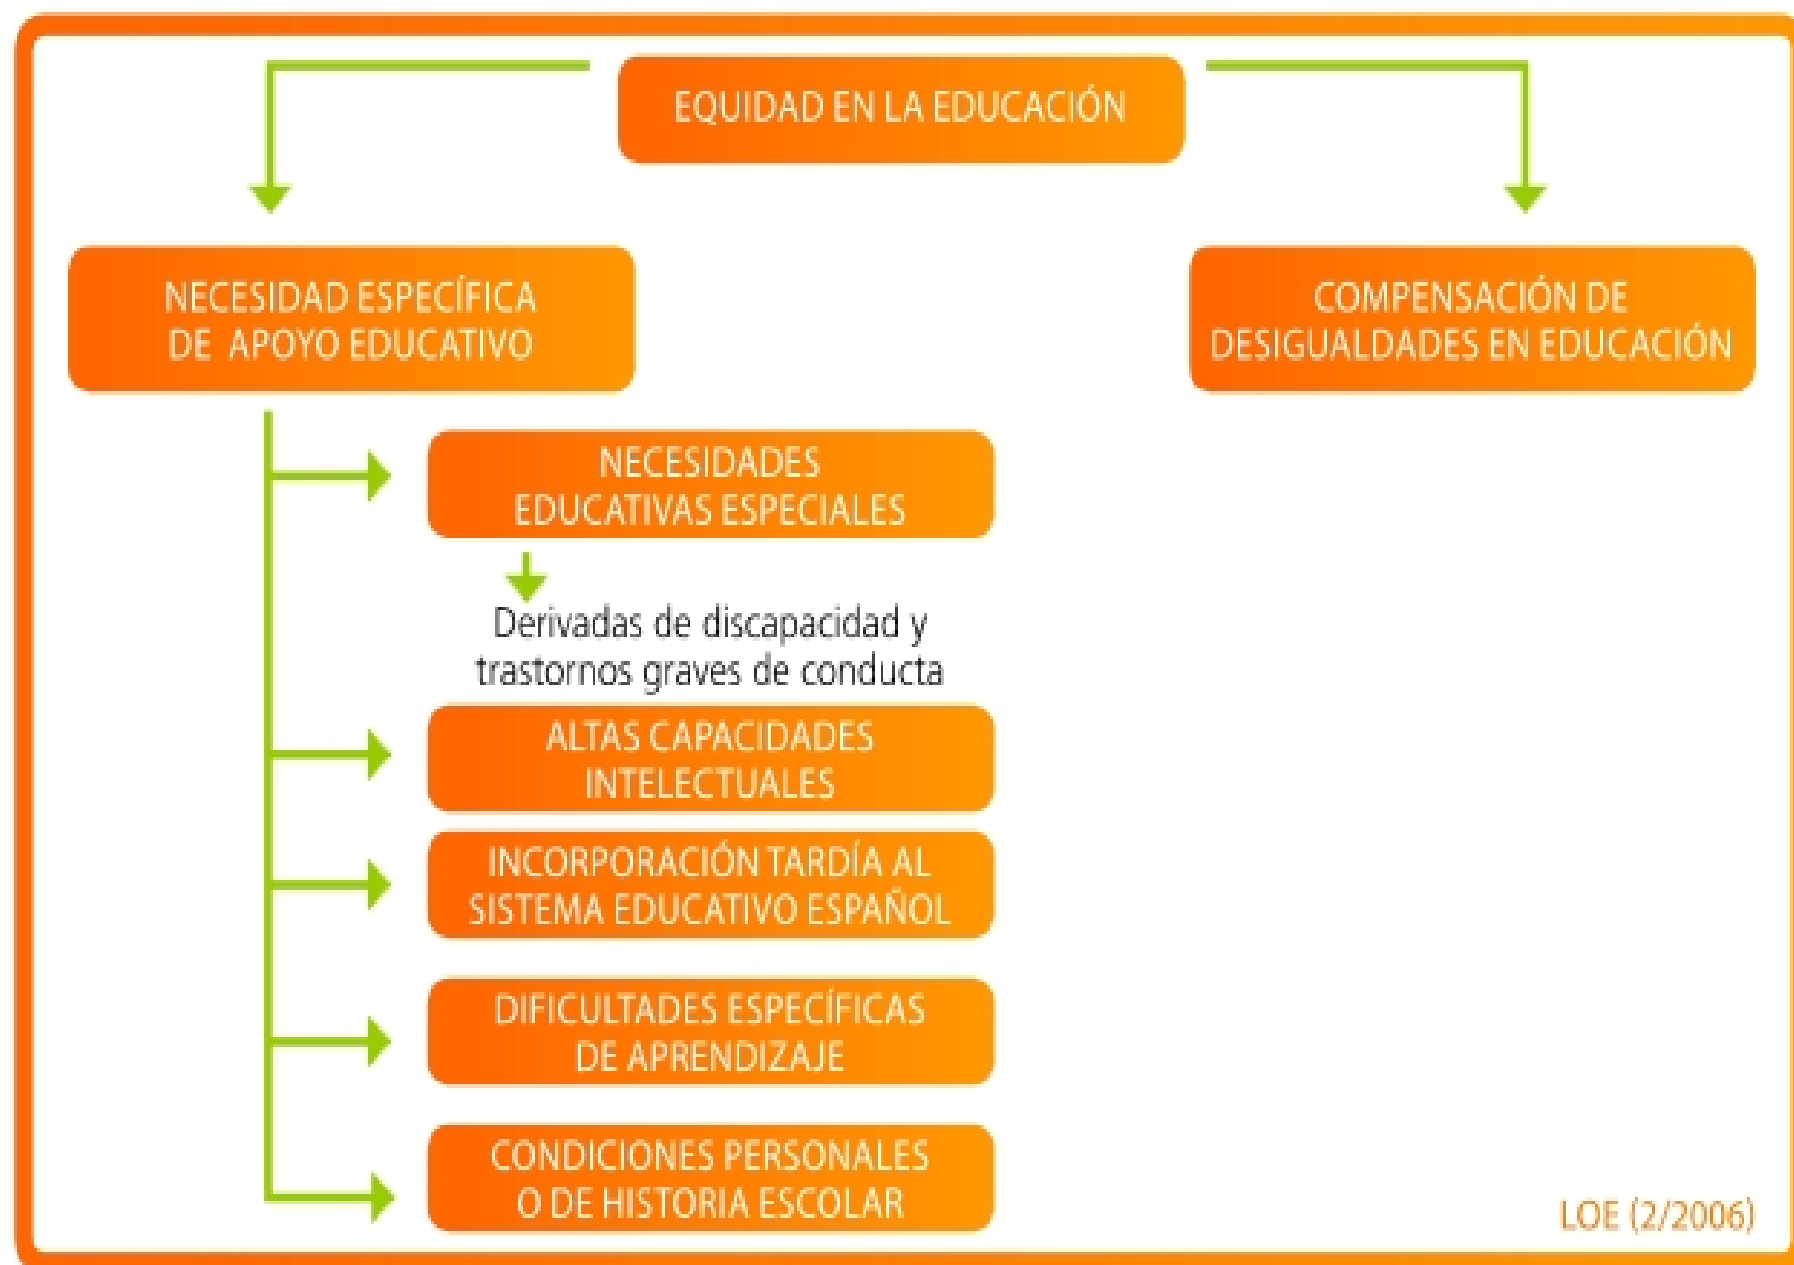 EQUIDAD EN LA EDUCACIÓN
NECESIDAD ESPECÍFICA
DE APOYO EDUCATIVO
COMPENSACIÓN DE
DESIGUALDADES EN EDUCACIÓN
NECESIDADES
EDUCATIVAS ESPECIALES
Derivadas de discapacidad y
trastornos graves de conducta
ALTAS CAPACIDADES
INTELECTUALES
INCORPORACIÓN TARDÍA AL
SISTEMA EDUCATIVO ESPAÑOL
DIFICULTADES ESPECÍFICAS
DE APRENDIZAJE
CONDICIONES PERSONALES
O DE HISTORIA ESCOLAR
LOE (2/2006)